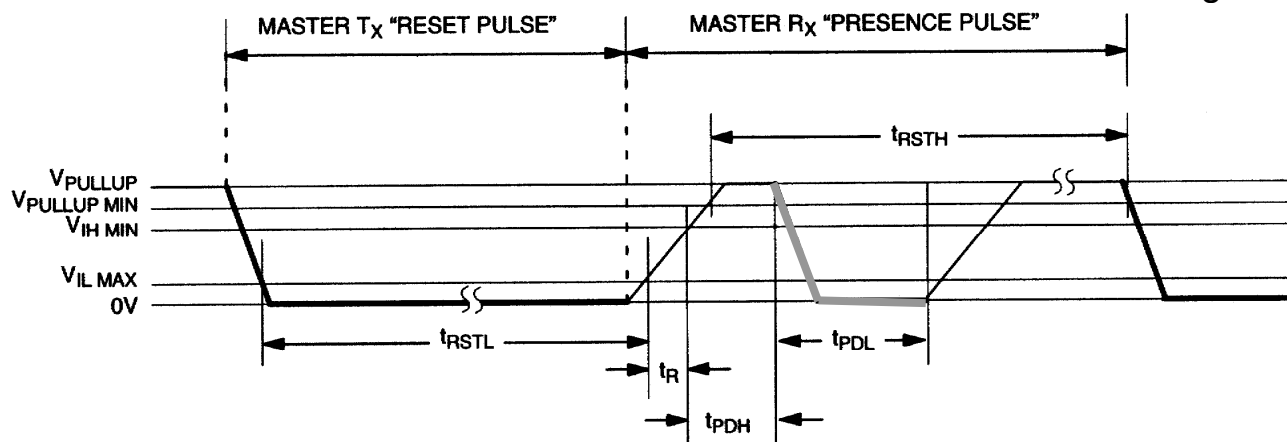 MASTER TX "RESET PULSE"
MASTER RX "PRESENCE PULSE"
tRSTH
VPULLUP
VPULLUP MIN
VIH MIN
VIL MAX
0V
tRSTL
tPDL
tR
tPDH